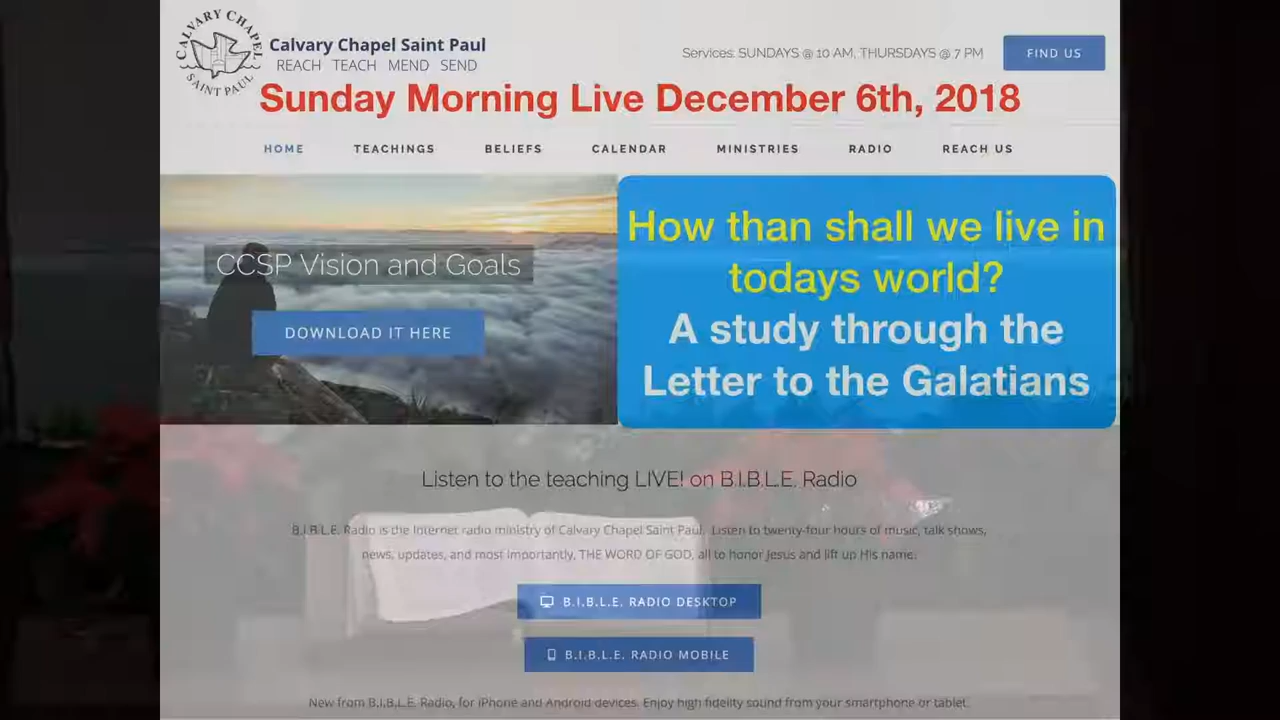 CALVARY CHAPEL
SAINT PAUL
Calvary Chapel Saint Paul
REACH TEACH MEND SEND
Services: SUNDAYS @ 10 AM, THURSDAYS @ 7 PM
FIND US
Sunday Morning Live December 6th, 2018
HOME TEACHINGS BELIEFS CALENDAR MINISTRIES RADIO REACH US
CCSP Vision and Goals
DOWNLOAD IT HERE
How than shall we live in
todays world?
A study through the
Letter to the Galatians
Listen to the teaching LIVE! on B.I.B.L.E. Radio
B.I.B.L.E. Radio is the Internet radio ministry of Calvary Chapel Saint Paul. Listen to twenty-four hours of music, talk shows,
news, updates, and most importantly, THE WORD OF GOD, all to honor Jesus and lift up His name.
B.I.B.L.E. RADIO DESKTOP
B.I.B.L.E. RADIO MOBILE
New from B.I.B.L.E. Radio, for iPhone and Android devices. Enjoy high fidelity sound from your smartphone or tablet.